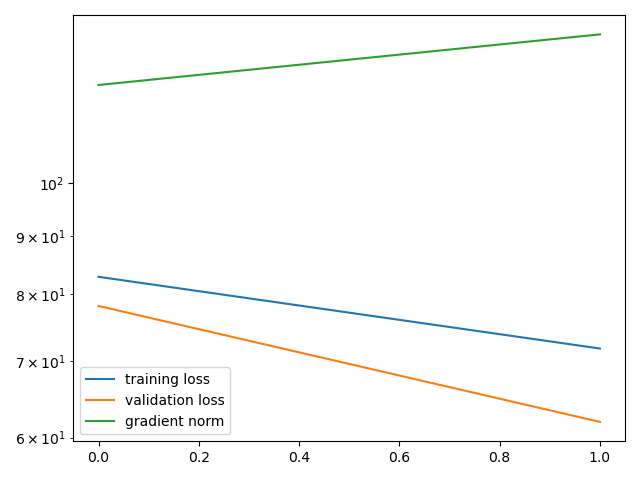 10²
9 × 10¹
8 × 10¹
7 × 10¹
6 × 10¹
training loss
validation loss
gradient norm
0.0 0.2 0.4 0.6 0.8 1.0